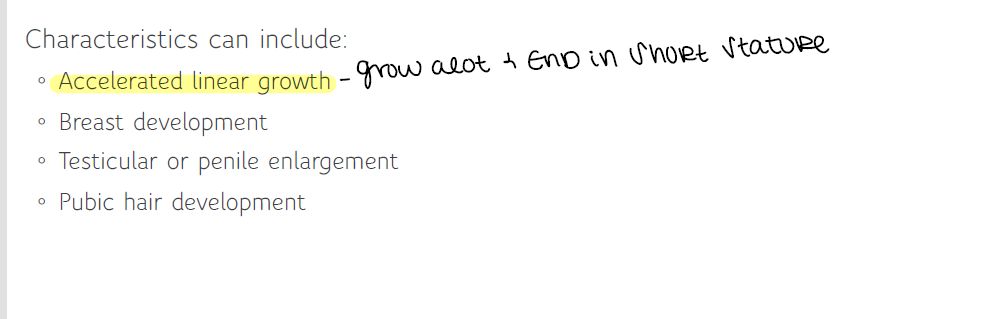 Characteristics can include:
◦ Accelerated linear growth - grow alot & End in short stature
◦ Breast development
◦ Testicular or penile enlargement
◦ Pubic hair development